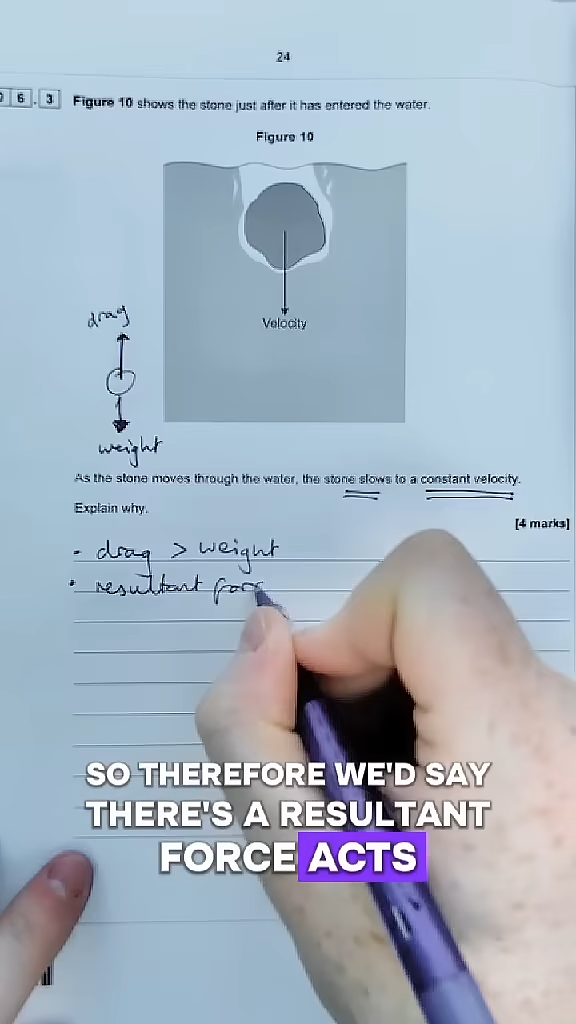 24
6 . 3 Figure 10 shows the stone just after it has entered the water.
Figure 10
Velocity
drag
weight
As the stone moves through the water, the stone slows to a constant velocity.
Explain why.
[4 marks]
- drag > weight
• resultant forc
SO THEREFORE WE'D SAY
THERE'S A RESULTANT
FORCE ACTS